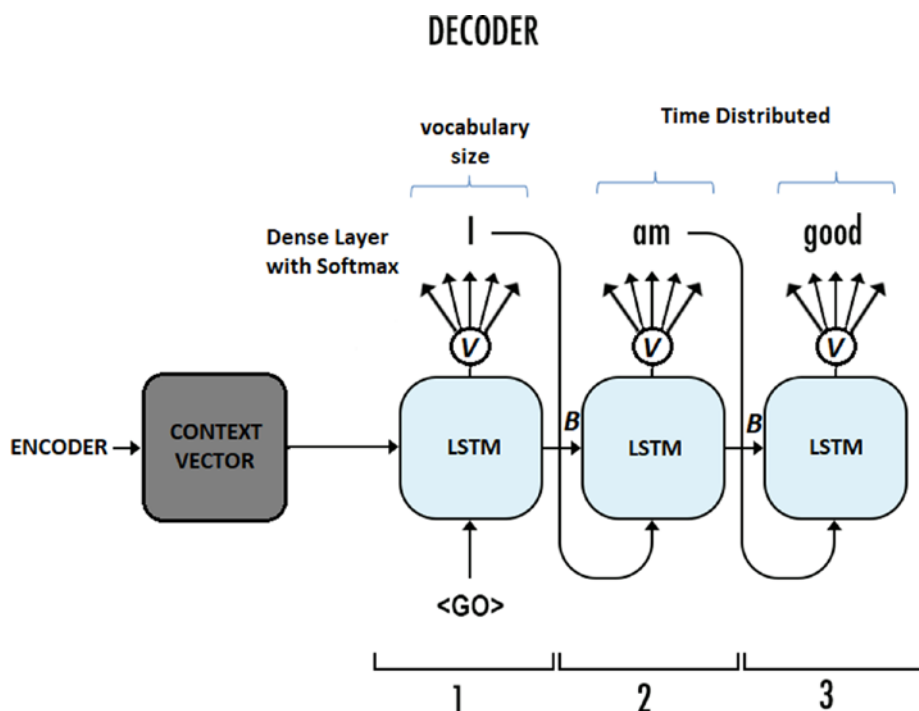 DECODER
vocabulary
size
Time Distributed
Dense Layer
with Softmax
I
am
good
V
V
V
ENCODER
CONTEXT
VECTOR
LSTM
B
LSTM
B
LSTM
<GO>
1
2
3